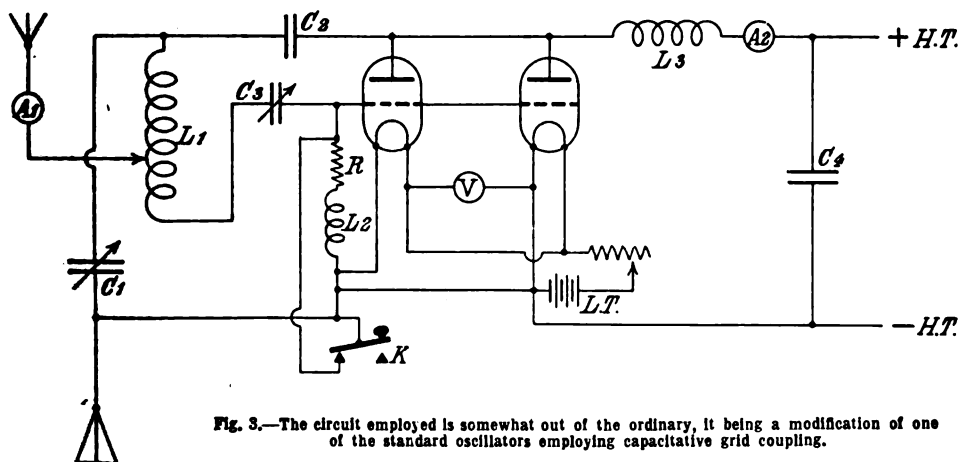 C2
+ H.T.
A2
L3
A1
C3
L1
R
V
C4
L2
C1
L.T.
- H.T.
K
Fig. 3.—The circuit employed is somewhat out of the ordinary, it being a modification of one
of the standard oscillators employing capacitative grid coupling.